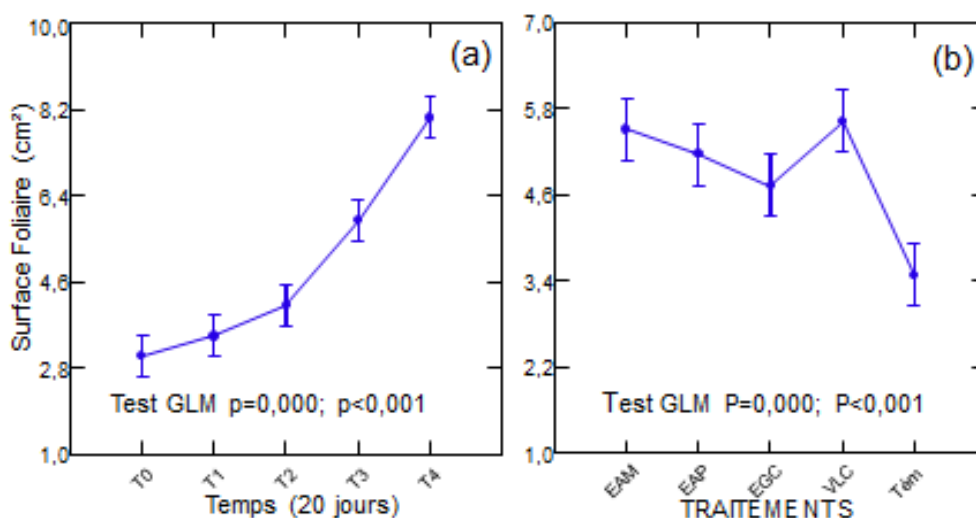 Surface Foliaire (cm²)
10,0
8,2
6,4
4,6
2,8
1,0
(a)
Test GLM p=0,000; p<0,001
T0 T1 T2 T3 T4
Temps (20 jours)
7,0
5,8
4,6
3,4
2,2
1,0
(b)
Test GLM P=0,000; P<0,001
EAM EAP EGC VLC Tém
TRAITEMENTS